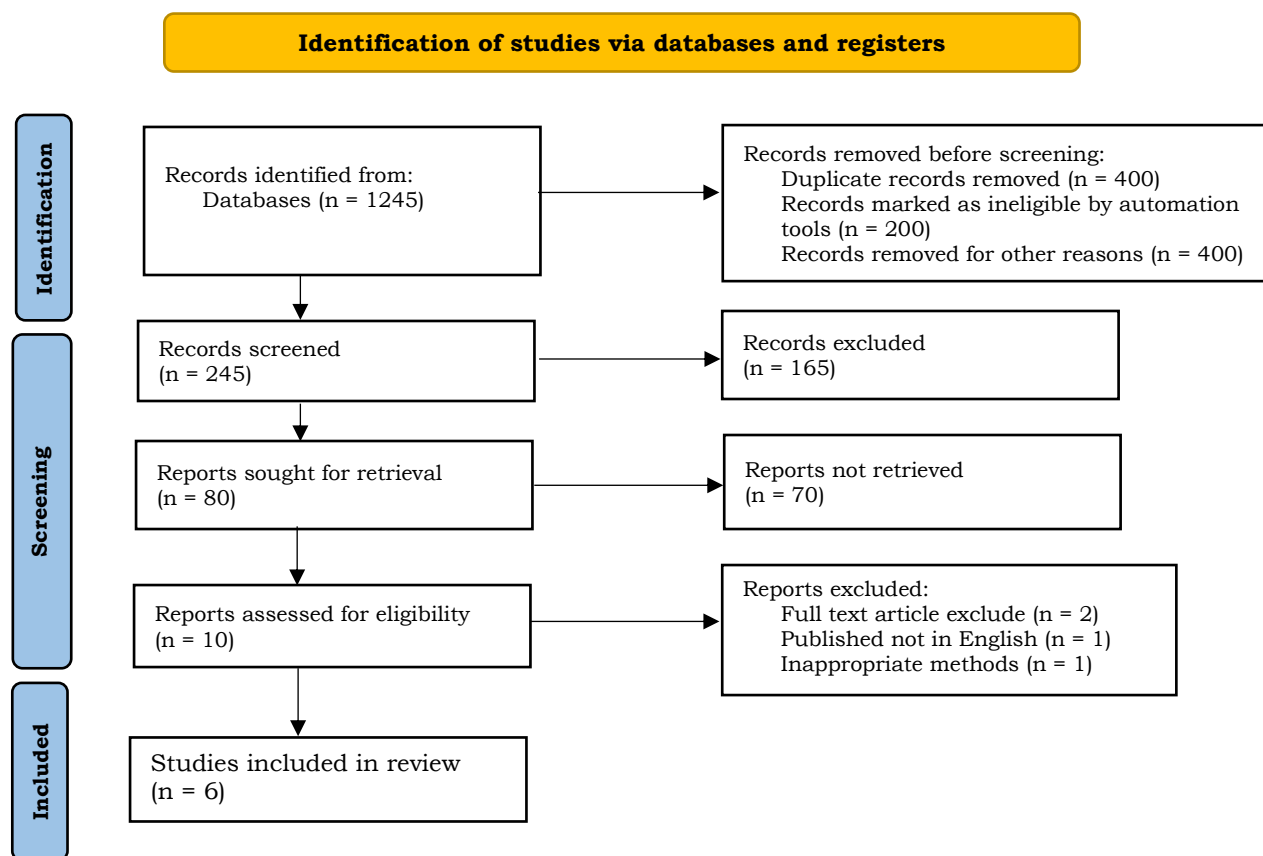 Identification of studies via databases and registers
Identification
Records identified from:
Databases (n = 1245)
Records removed before screening:
Duplicate records removed (n = 400)
Records marked as ineligible by automation
tools (n = 200)
Records removed for other reasons (n = 400)
Screening
Records screened
(n = 245)
Records excluded
(n = 165)
Reports sought for retrieval
(n = 80)
Reports not retrieved
(n = 70)
Reports assessed for eligibility
(n = 10)
Reports excluded:
Full text article exclude (n = 2)
Published not in English (n = 1)
Inappropriate methods (n = 1)
Included
Studies included in review
(n = 6)